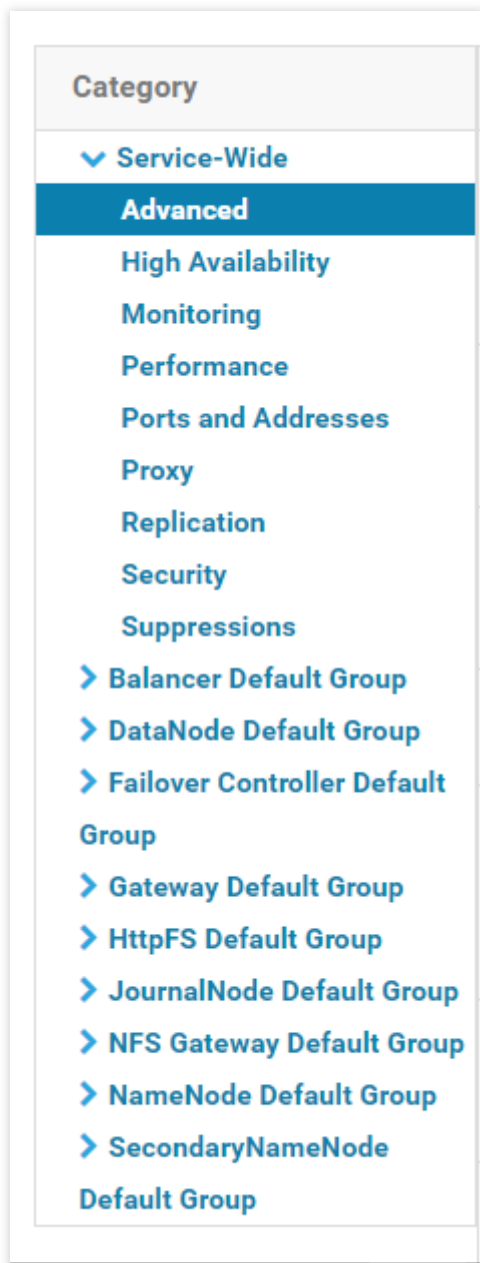 Category
Service-Wide
Advanced
High Availability
Monitoring
Performance
Ports and Addresses
Proxy
Replication
Security
Suppressions
Balancer Default Group
DataNode Default Group
Failover Controller Default
Group
Gateway Default Group
HttpFS Default Group
JournalNode Default Group
NFS Gateway Default Group
NameNode Default Group
SecondaryNameNode
Default Group